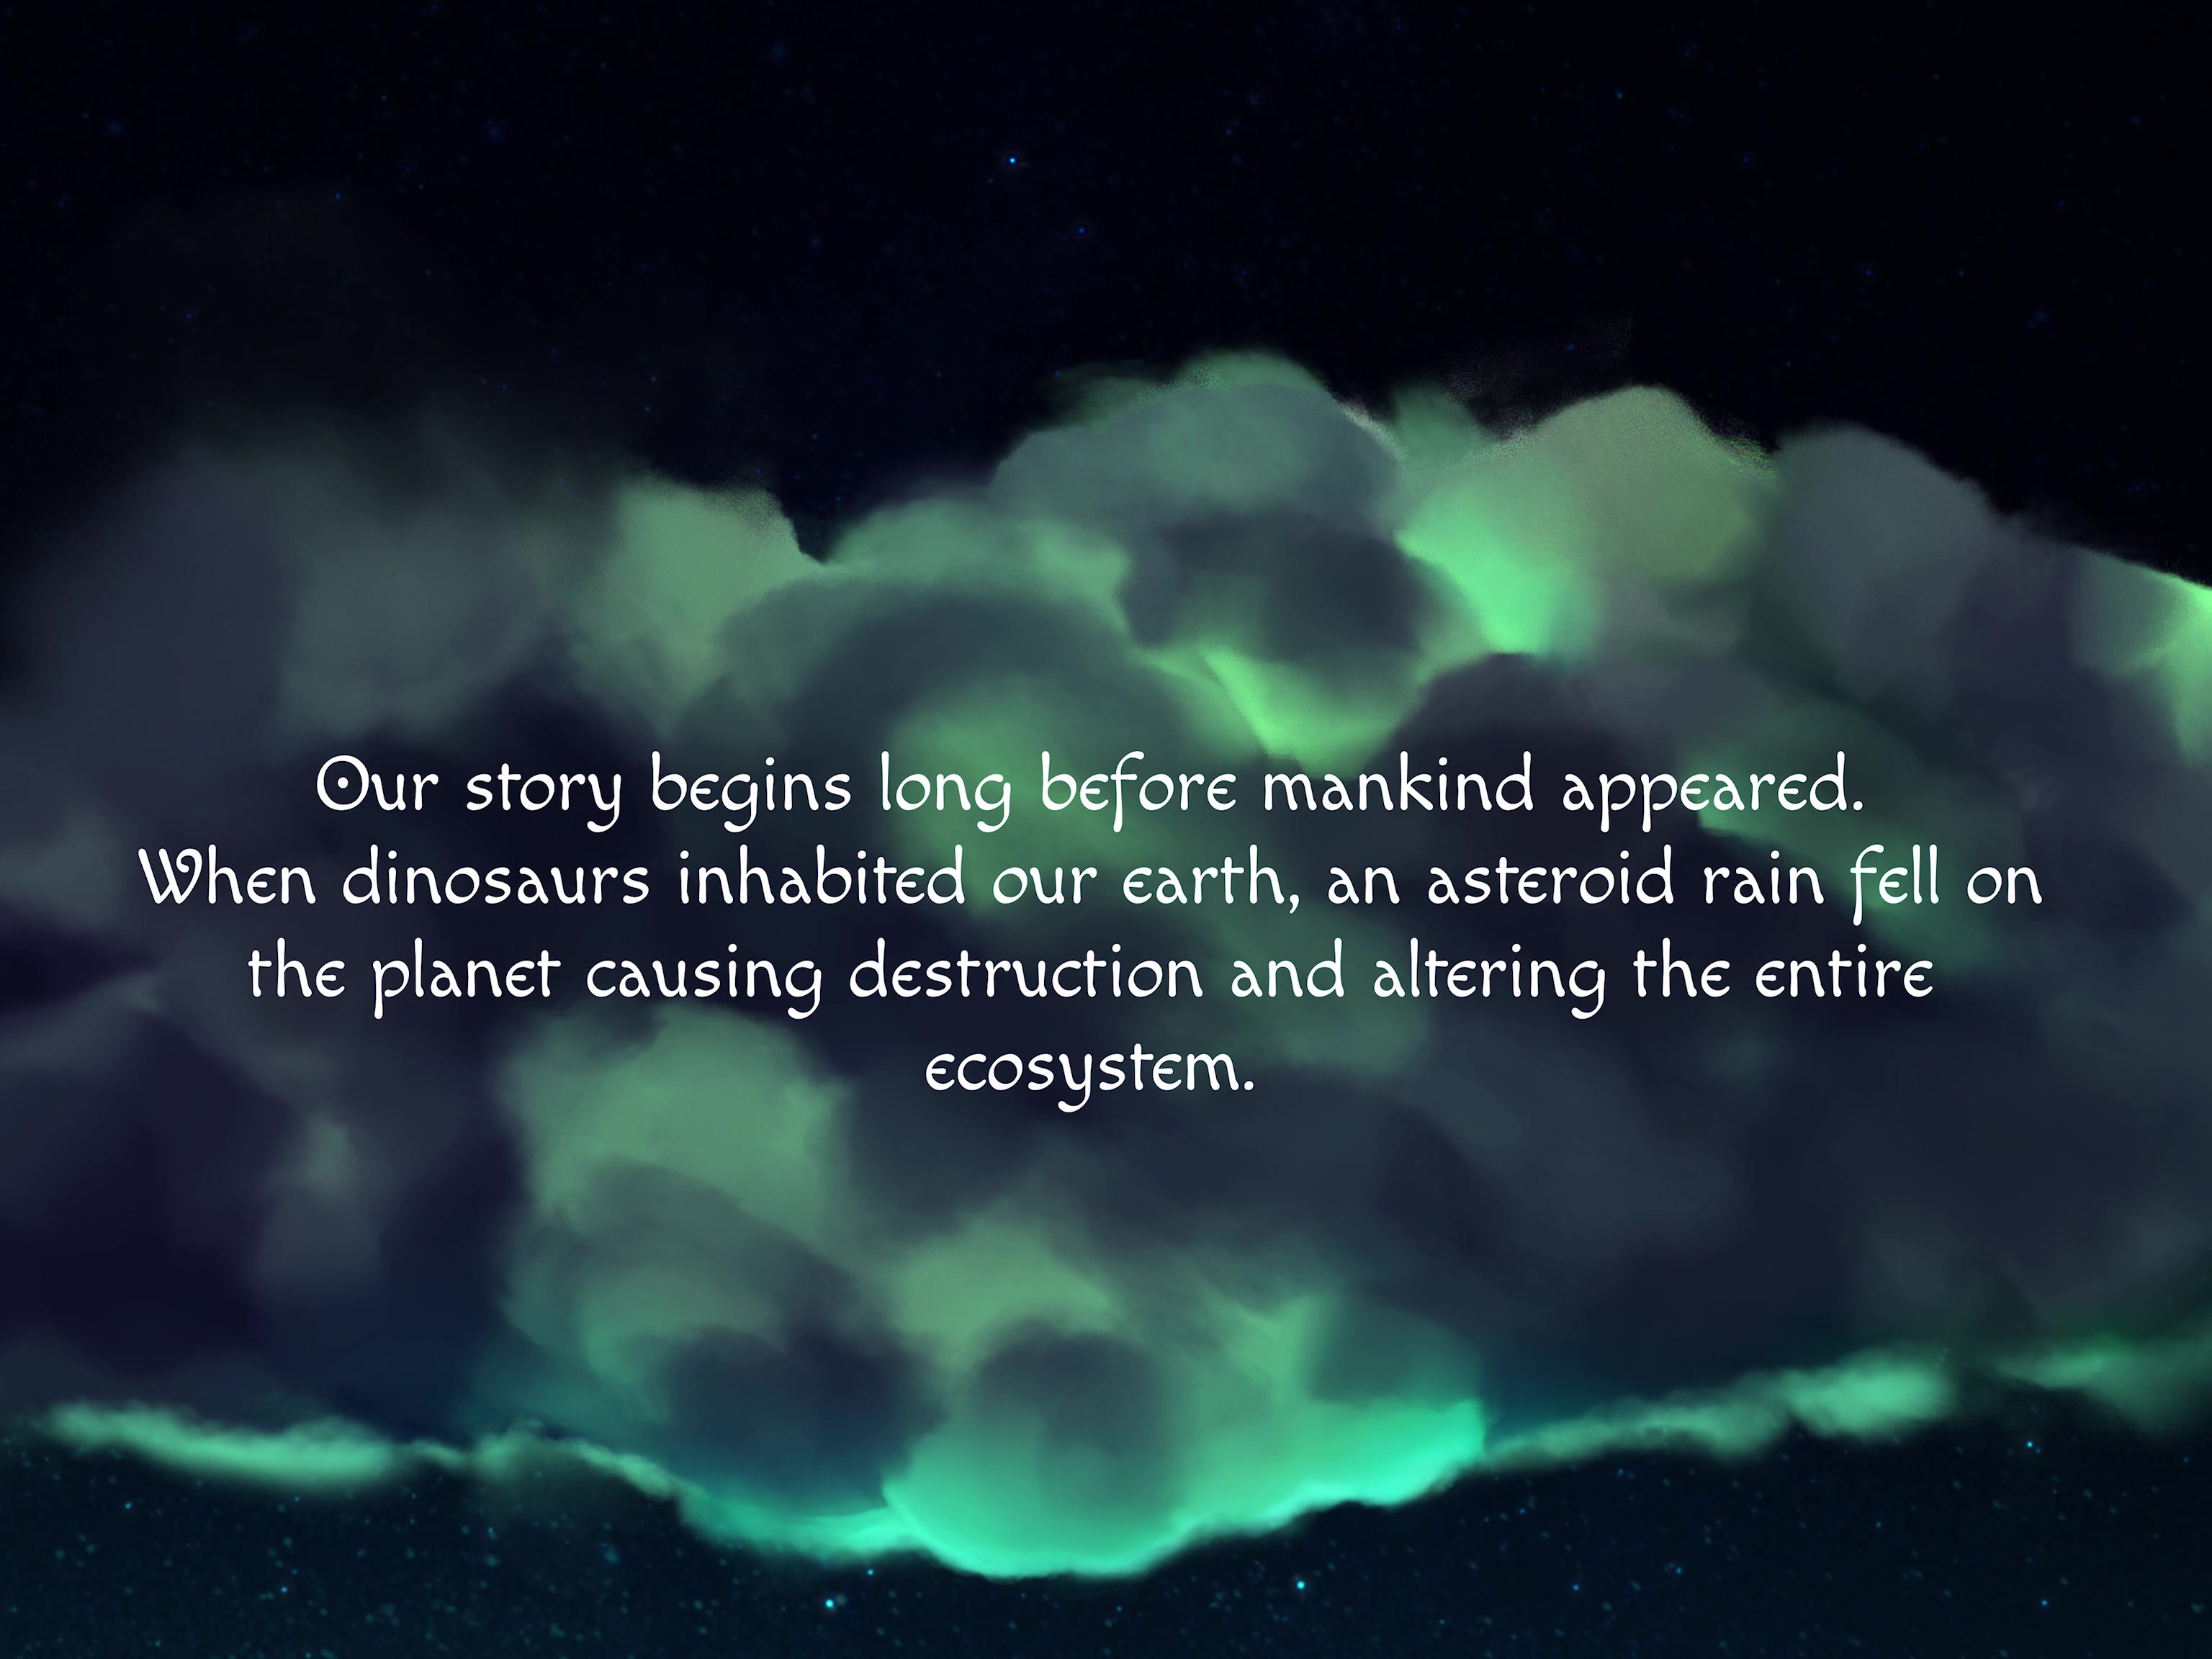 Our story begins long before mankind appeared.
When dinosaurs inhabited our earth, an asteroid rain fell on
the planet causing destruction and altering the entire
ecosystem.